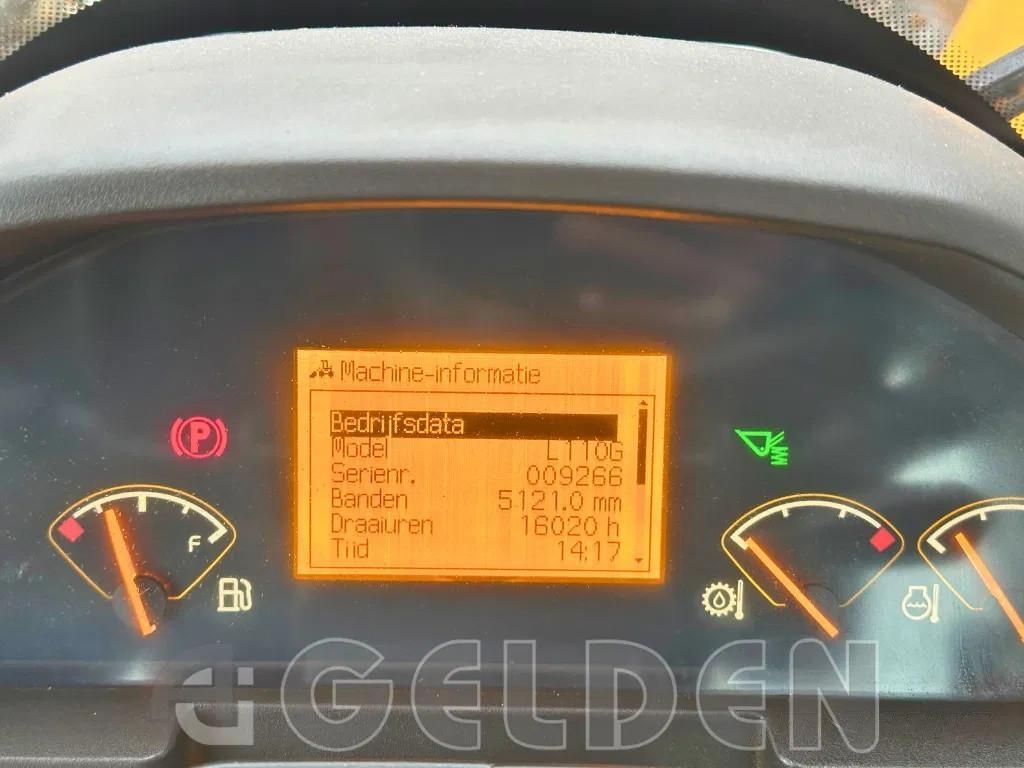 Machine-informatie
Bedrijfsdata
Model L110G
Serienr. 009266
Banden 5121.0 mm
Draaiuren 16020 h
Tijd 14:17
P
F
GELDEN